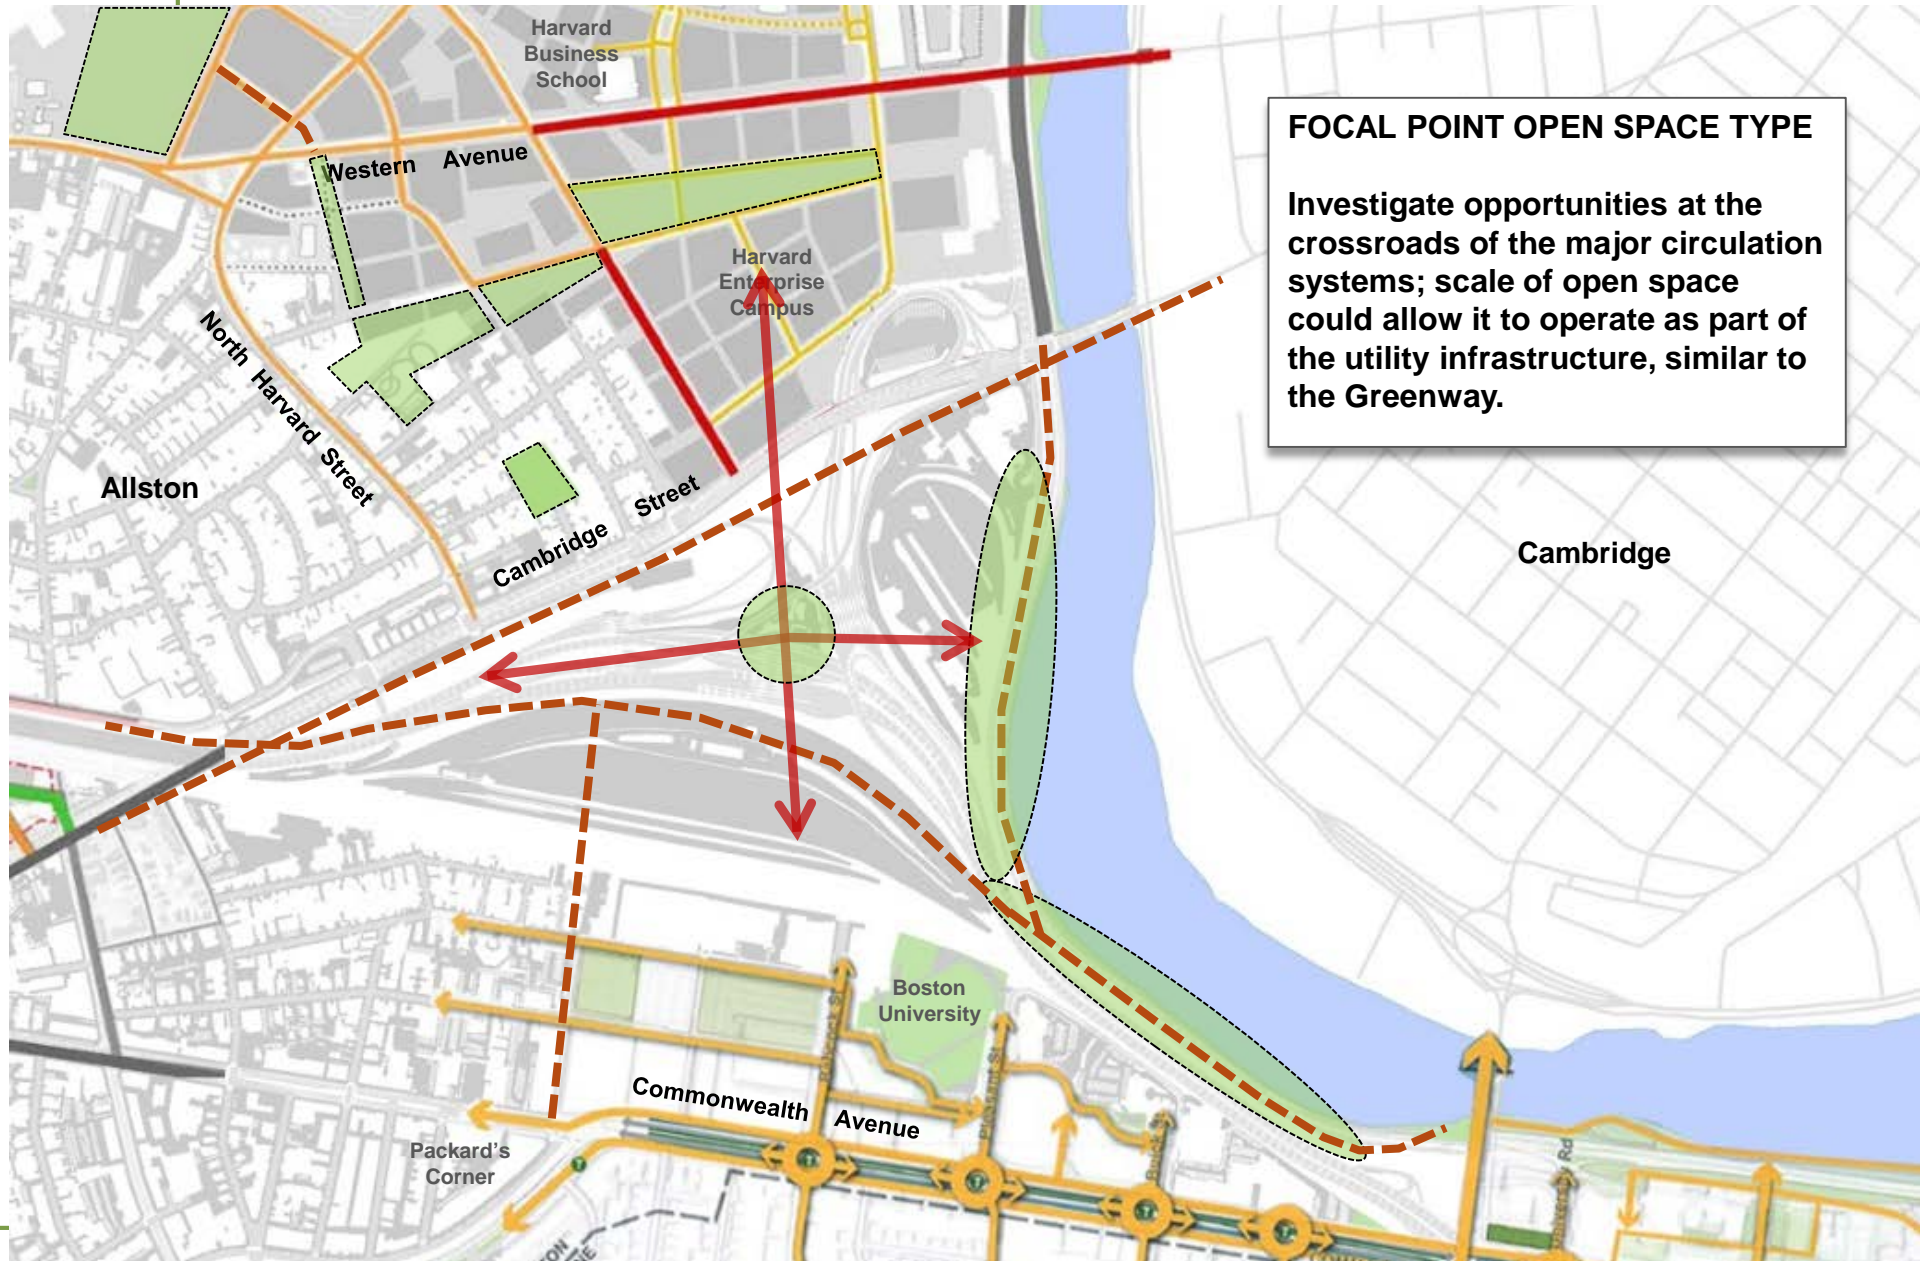 Harvard
Business
School
FOCAL POINT OPEN SPACE TYPE
Investigate opportunities at the
crossroads of the major circulation
systems; scale of open space
could allow it to operate as part of
the utility infrastructure, similar to
the Greenway.
Western Avenue
Harvard
Enterprise
Campus
North Harvard Street
Allston
Cambridge Street
Cambridge
Boston
University
Commonwealth Avenue
Packard's
Corner
T
T
T
T
T